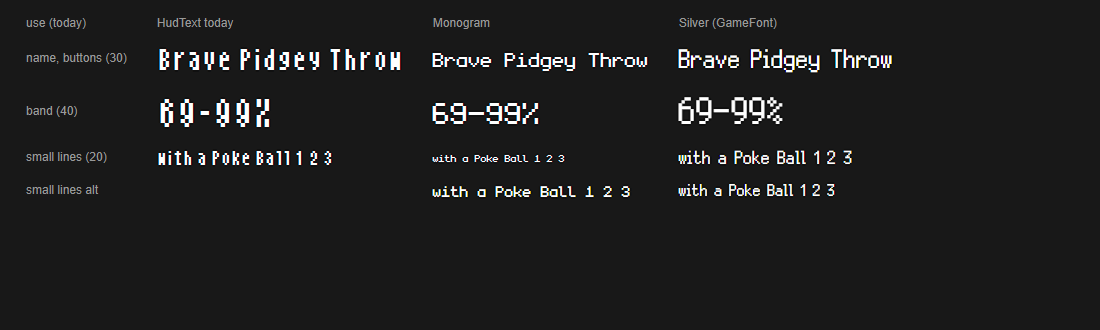 use (today) HudText today Monogram Silver (GameFont)
name, buttons (30) Brave Pidgey Throw Brave Pidgey Throw Brave Pidgey Throw
band (40) 69-99% 69-99% 69-99%
small lines (20) with a Poke Ball 1 2 3 with a Poke Ball 1 2 3 with a Poke Ball 1 2 3
small lines alt with a Poke Ball 1 2 3 with a Poke Ball 1 2 3